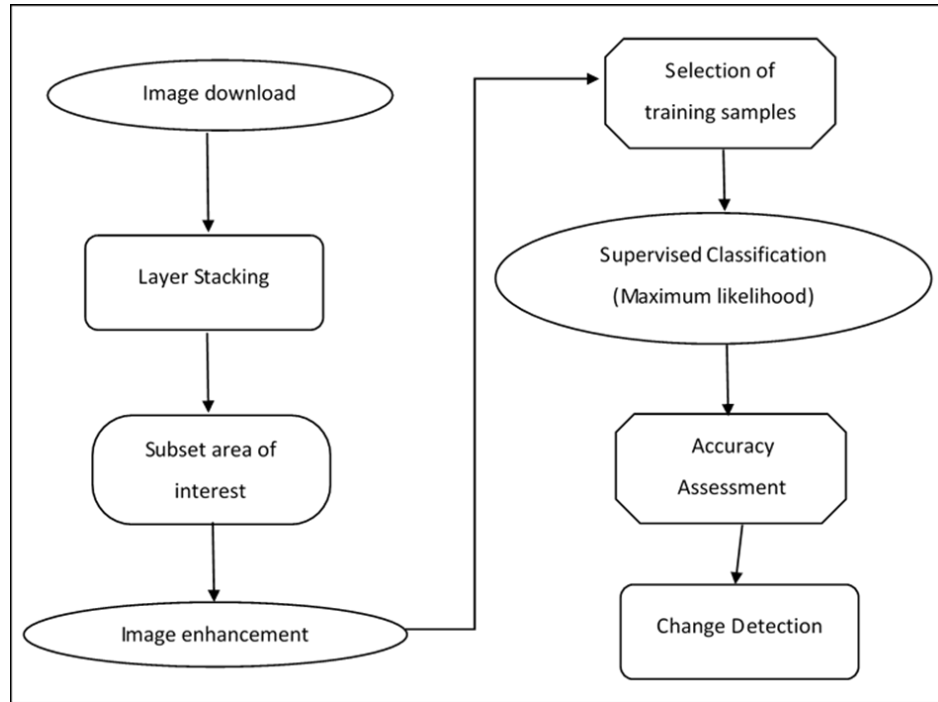 Image download
Layer Stacking
Subset area of
interest
Image enhancement
Selection of
training samples
Supervised Classification
(Maximum likelihood)
Accuracy
Assessment
Change Detection